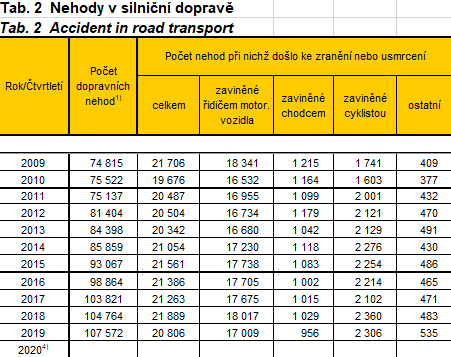 Tab. 2 Nehody v silniční dopravě
Tab. 2 Accident in road transport
Rok/Čtvrtletí
Počet dopravních nehod1)
Počet nehod při nichž došlo ke zranění nebo usmrcení
celkem
zaviněné řidičem motor. vozidla
zaviněné chodcem
zaviněné cyklistou
ostatní
2009 74 815 21 706 18 341 1 215 1 741 409
2010 75 522 19 676 16 532 1 164 1 603 377
2011 75 137 20 487 16 955 1 099 2 001 432
2012 81 404 20 504 16 734 1 179 2 121 470
2013 84 398 20 342 16 680 1 042 2 129 491
2014 85 859 21 054 17 230 1 118 2 276 430
2015 93 067 21 561 17 738 1 083 2 254 486
2016 98 864 21 386 17 705 1 002 2 214 465
2017 103 821 21 263 17 675 1 015 2 102 471
2018 104 764 21 889 18 017 1 029 2 360 483
2019 107 572 20 806 17 009 956 2 306 535
20204)